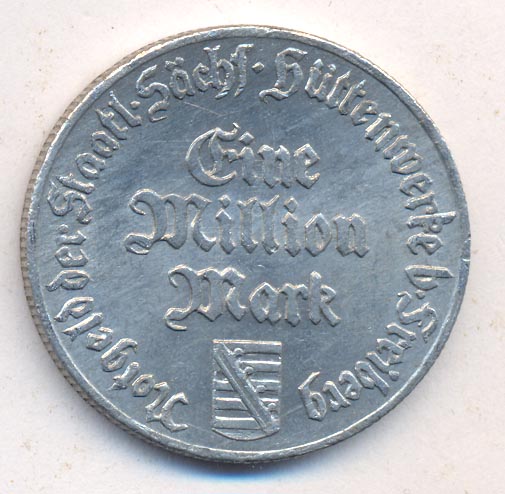 Notgeld der Staatl. Sächs. Hüttenwerke b. Freiberg
Eine
Million
Mark